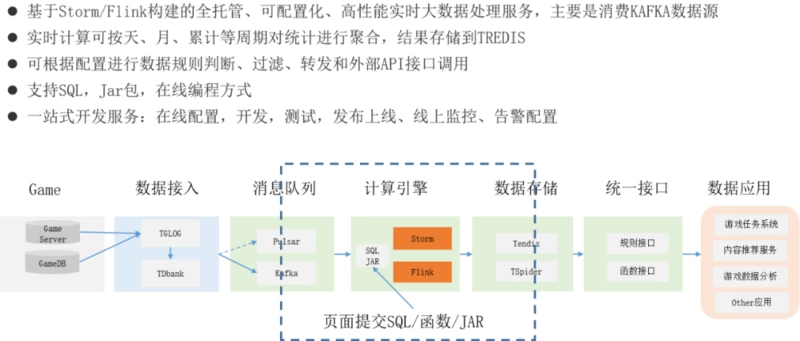 基于Storm/Flink构建的全托管、可配置化、高性能实时大数据处理服务，主要是消费KAFKA数据源
实时计算可按天、月、累计等周期对统计进行聚合，结果存储到TREDIS
可根据配置进行数据规则判断、过滤、转发和外部API接口调用
支持SQL，Jar包，在线编程方式
一站式开发服务：在线配置，开发，测试，发布上线、线上监控、告警配置
Game
数据接入
消息队列
计算引擎
数据存储
统一接口
数据应用
Game
Server
GameDB
TGLOG
TDbank
Pulsar
Kafka
SQL
JAR
Storm
Flink
Tendis
TSpider
规则接口
函数接口
游戏任务系统
内容推荐服务
游戏数据分析
Other应用
页面提交SQL/函数/JAR